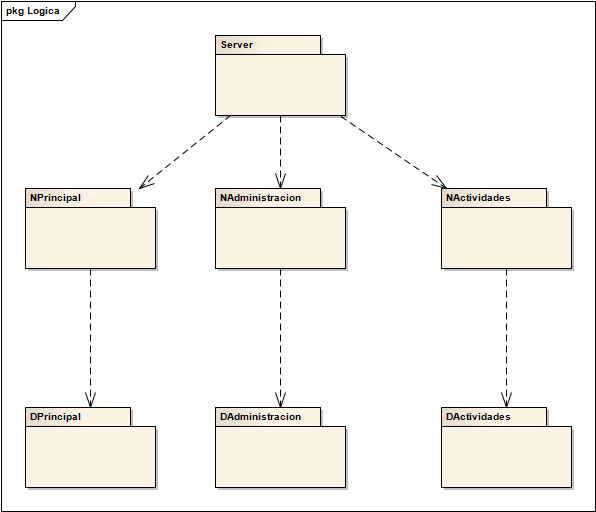 pkg Logica
Server
NPrincipal
NAdministracion
NActividades
DPrincipal
DAdministracion
DActividades